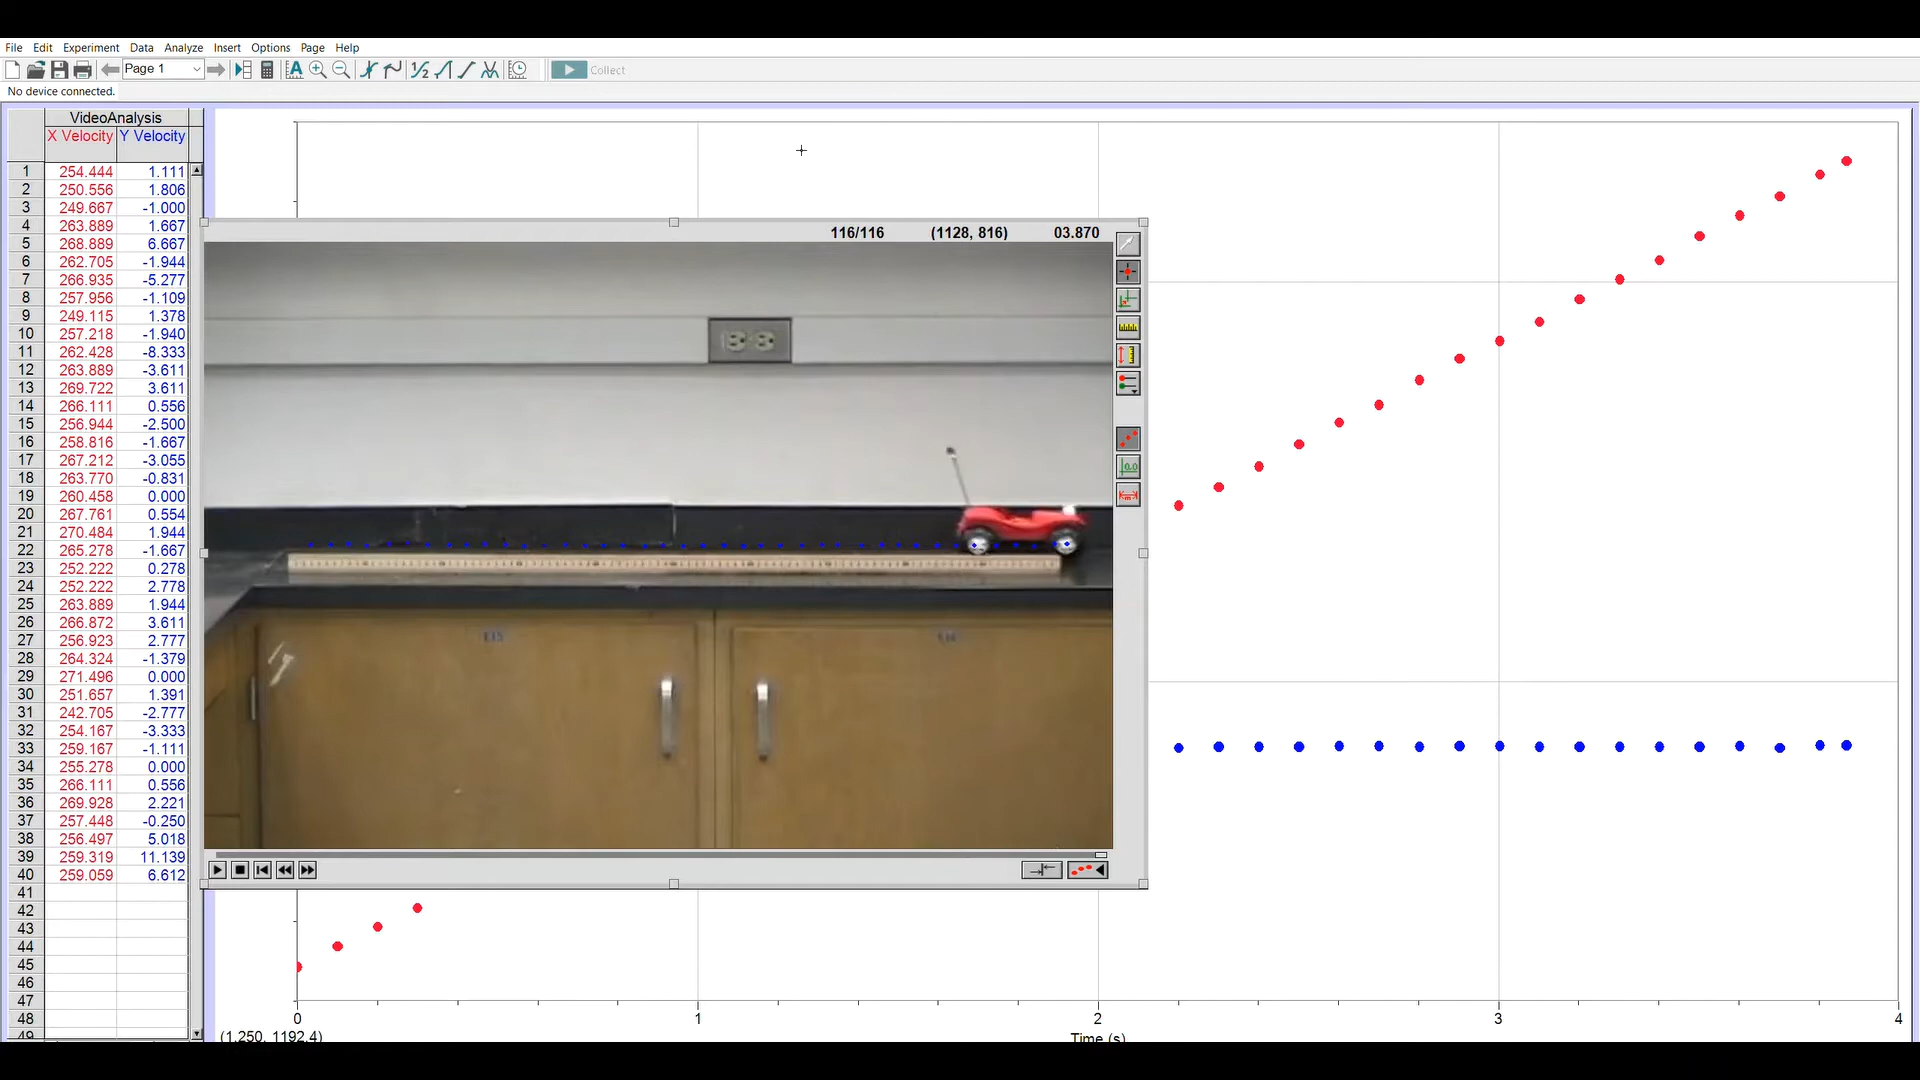 File Edit Experiment Data Analyze Insert Options Page Help
Page 1
Collect
No device connected.
VideoAnalysis
X Velocity Y Velocity
1 254.444 1.111
2 250.556 1.806
3 249.667 -1.000
4 263.889 1.667
5 268.889 6.667
6 262.705 -1.944
7 266.935 -5.277
8 257.956 -1.109
9 249.115 1.378
10 257.218 -1.940
11 262.428 -8.333
12 263.889 -3.611
13 269.722 3.611
14 266.111 0.556
15 256.944 -2.500
16 258.816 -1.667
17 267.212 -3.055
18 263.770 -0.831
19 260.458 0.000
20 267.761 0.554
21 270.484 1.944
22 265.278 -1.667
23 252.222 0.278
24 252.222 2.778
25 263.889 1.944
26 266.872 3.611
27 256.923 2.777
28 264.324 -1.379
29 271.496 0.000
30 251.657 1.391
31 242.705 -2.777
32 254.167 -3.333
33 259.167 -1.111
34 255.278 0.000
35 266.111 0.556
36 269.928 2.221
37 257.448 -0.250
38 256.497 5.018
39 259.319 11.139
40 259.059 6.612
41
42
43
44
45
46
47
48
49
116/116 (1128, 816) 03.870
0 1 2 3 4
(1.250, 1192.4)
Time (s)